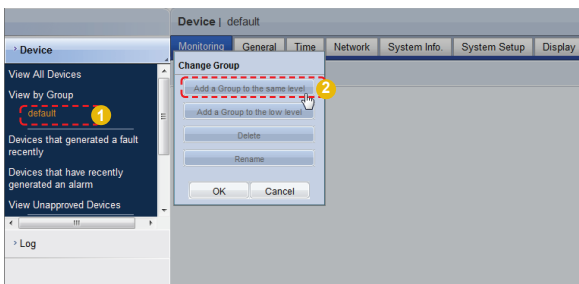 Device | default
› Device
View All Devices
View by Group
default
1
Devices that generated a fault
recently
Devices that have recently
generated an alarm
View Unapproved Devices
› Log
Monitoring General Time Network System Info. System Setup Display
Change Group
Add a Group to the same level
2
Add a Group to the low level
Delete
Rename
OK Cancel